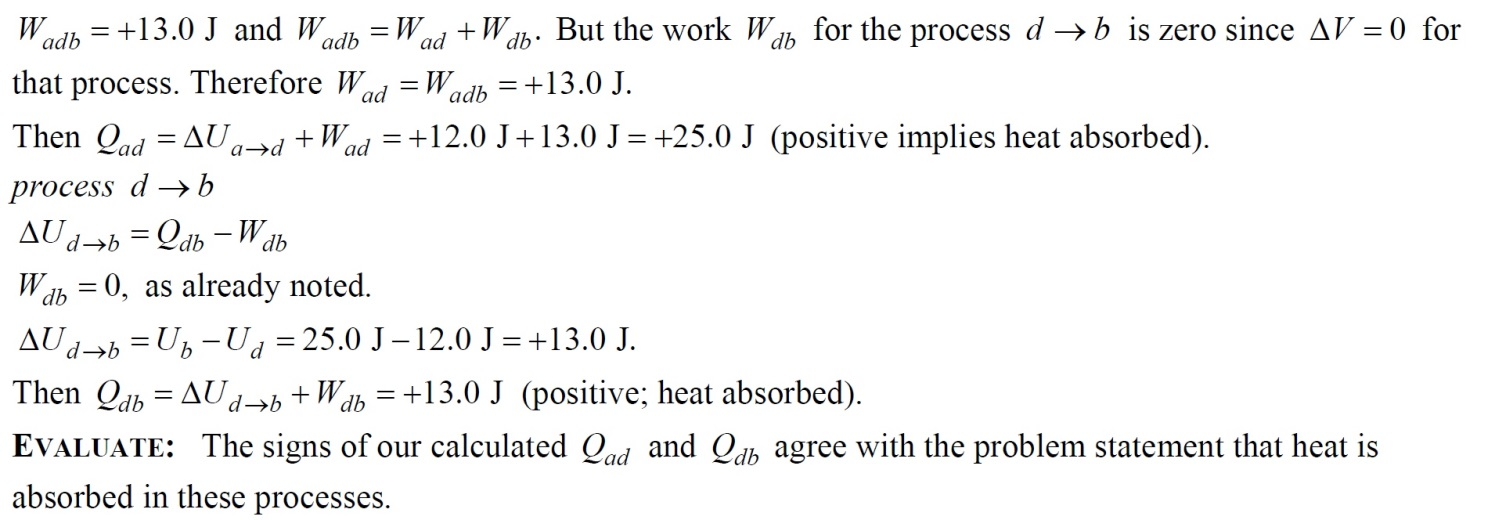 W_adb = +13.0 J and W_adb = W_ad + W_db. But the work W_db for the process d → b is zero since ΔV = 0 for
that process. Therefore W_ad = W_adb = +13.0 J.
Then Q_ad = ΔU_a→d + W_ad = +12.0 J + 13.0 J = +25.0 J (positive implies heat absorbed).
process d → b
ΔU_d→b = Q_db − W_db
W_db = 0, as already noted.
ΔU_d→b = U_b − U_d = 25.0 J − 12.0 J = +13.0 J.
Then Q_db = ΔU_d→b + W_db = +13.0 J (positive; heat absorbed).
EVALUATE: The signs of our calculated Q_ad and Q_db agree with the problem statement that heat is
absorbed in these processes.